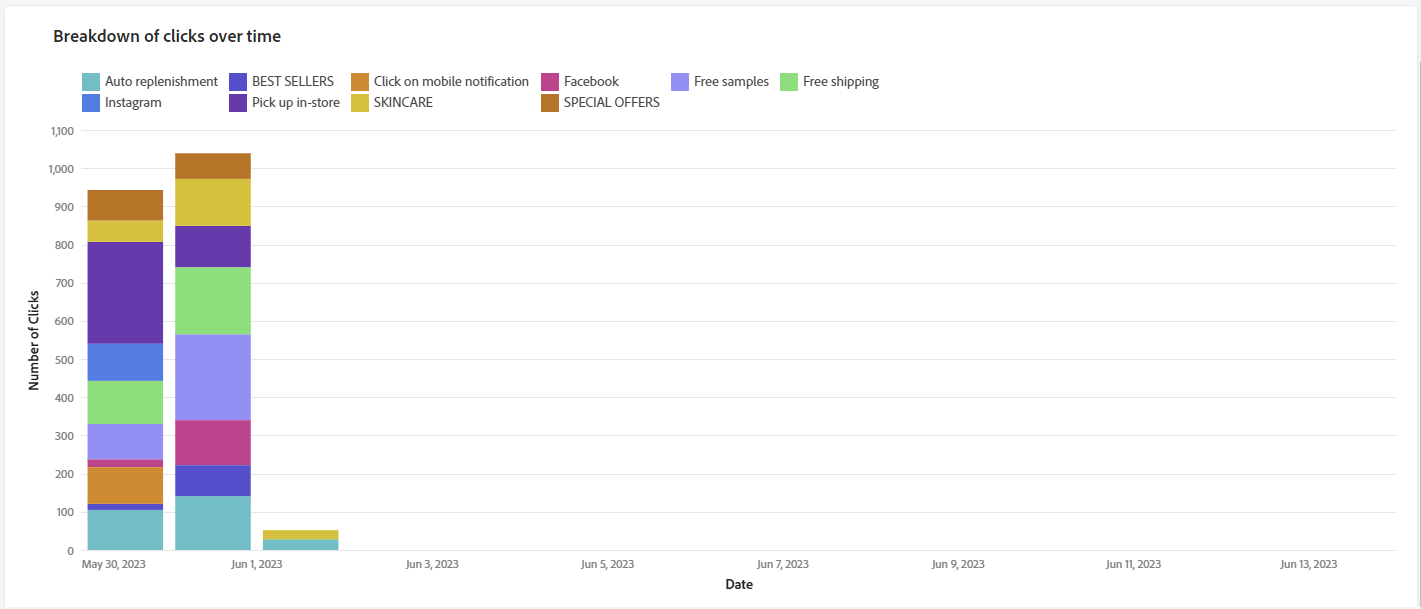 Breakdown of clicks over time
Auto replenishment BEST SELLERS Click on mobile notification Facebook Free samples Free shipping
Instagram Pick up in-store SKINCARE SPECIAL OFFERS
1,100
1,000
900
800
700
600
500
400
300
200
100
0
Number of Clicks
May 30, 2023 Jun 1, 2023 Jun 3, 2023 Jun 5, 2023 Jun 7, 2023 Jun 9, 2023 Jun 11, 2023 Jun 13, 2023
Date